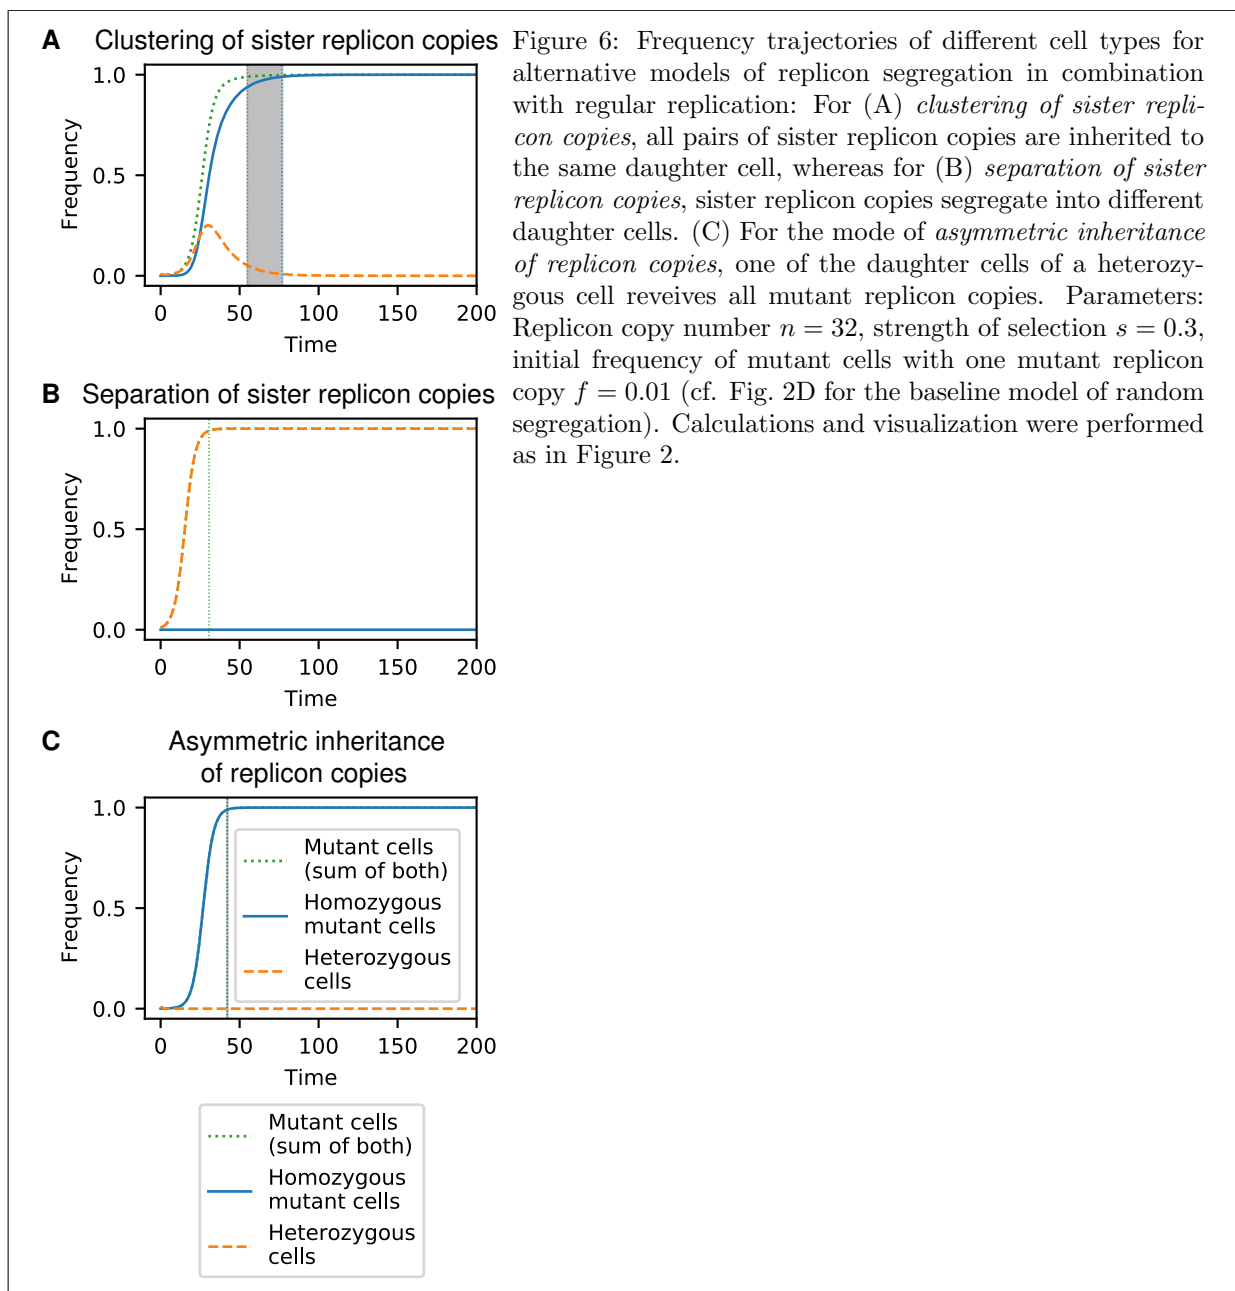 A Clustering of sister replicon copies
1.0
0.5
0.0
Frequency
0 50 100 150 200
Time
B Separation of sister replicon copies
1.0
0.5
0.0
Frequency
0 50 100 150 200
Time
C Asymmetric inheritance
of replicon copies
1.0
0.5
0.0
Frequency
Mutant cells
(sum of both)
Homozygous
mutant cells
Heterozygous
cells
0 50 100 150 200
Time
Mutant cells
(sum of both)
Homozygous
mutant cells
Heterozygous
cells
Figure 6: Frequency trajectories of different cell types for
alternative models of replicon segregation in combination
with regular replication: For (A) clustering of sister repli-
con copies, all pairs of sister replicon copies are inherited to
the same daughter cell, whereas for (B) separation of sister
replicon copies, sister replicon copies segregate into different
daughter cells. (C) For the mode of asymmetric inheritance
of replicon copies, one of the daughter cells of a heterozy-
gous cell reveives all mutant replicon copies. Parameters:
Replicon copy number n = 32, strength of selection s = 0.3,
initial frequency of mutant cells with one mutant replicon
copy f = 0.01 (cf. Fig. 2D for the baseline model of random
segregation). Calculations and visualization were performed
as in Figure 2.